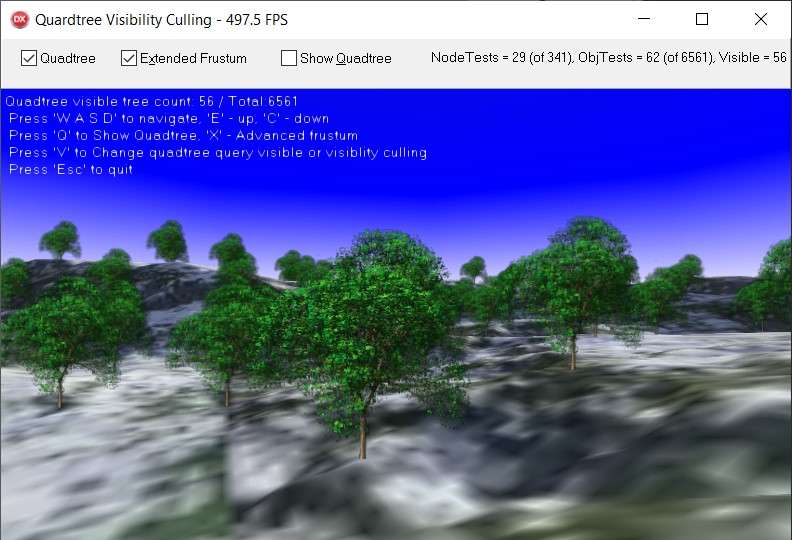 Quardtree Visibility Culling - 497.5 FPS
Quadtree Extended Frustum Show Quadtree NodeTests = 29 (of 341), ObjTests = 62 (of 6561), Visible = 56
Quadtree visible tree count: 56 / Total:6561
Press 'W A S D' to navigate, 'E' - up, 'C' - down
Press 'Q' to Show Quadtree, 'X' - Advanced frustum
Press 'V' to Change quadtree query visible or visiblity culling
Press 'Esc' to quit